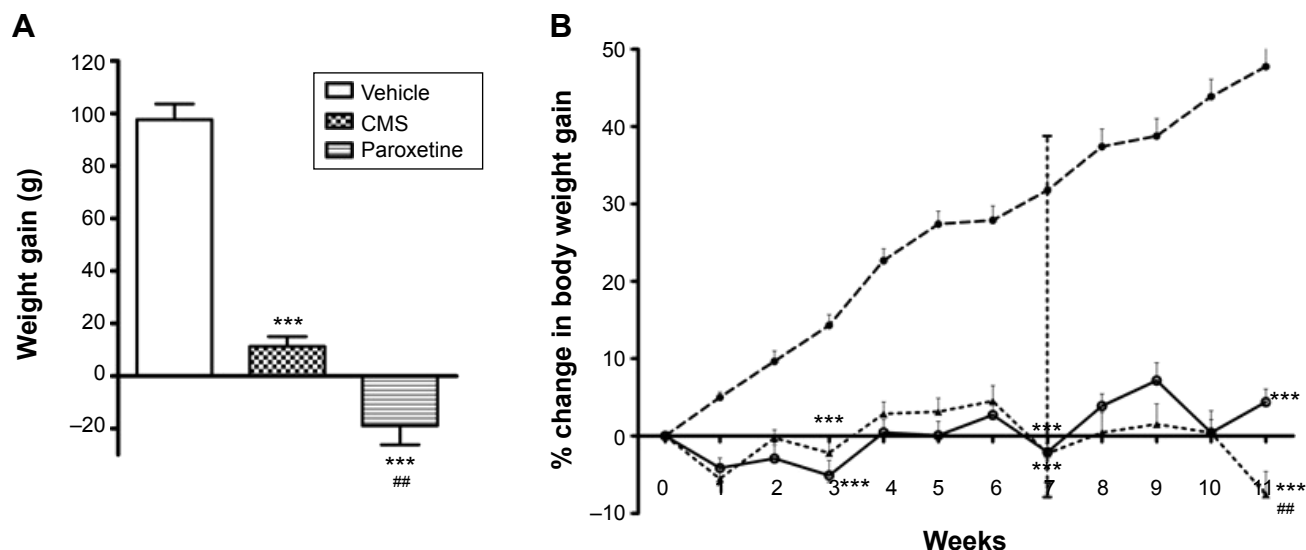 A
Weight gain (g)
120
100
80
60
40
20
0
–20
Vehicle
CMS
Paroxetine
***
***
##
B
% change in body weight gain
50
40
30
20
10
0
–10
***
***
***
***
***
***
##
0 1 2 3 4 5 6 7 8 9 10 11
Weeks